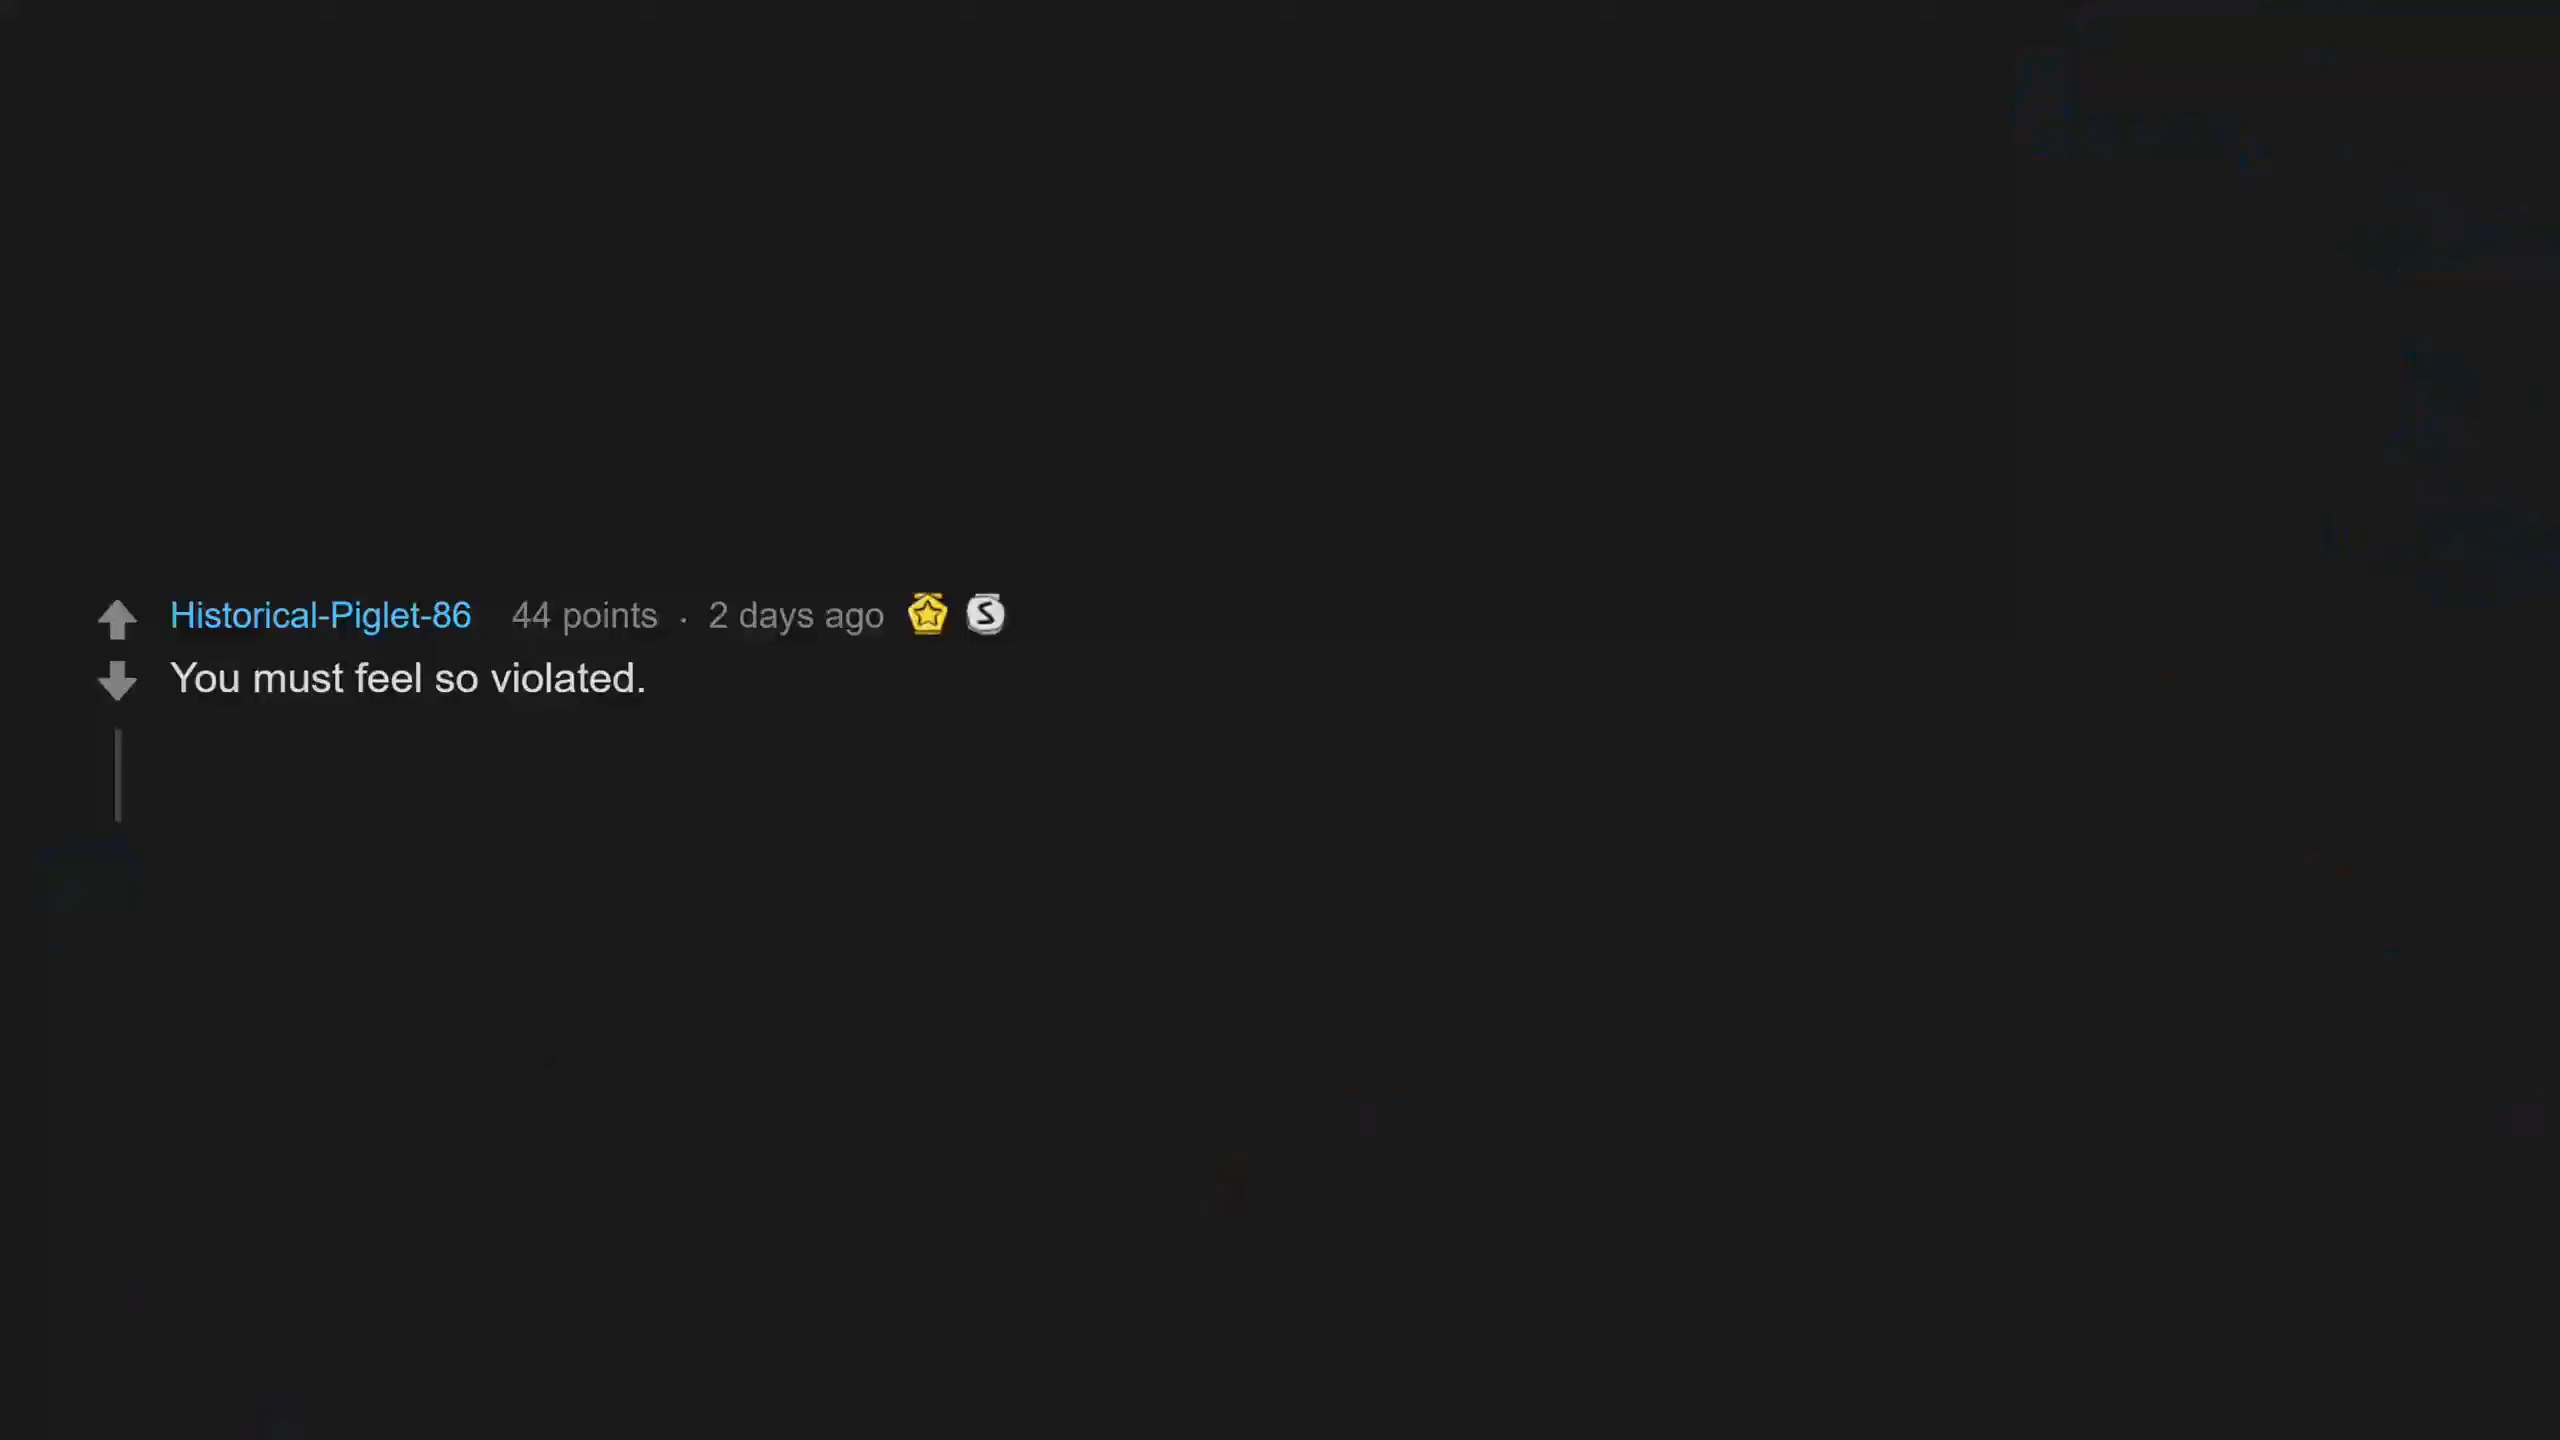 Historical-Piglet-86 44 points · 2 days ago S
You must feel so violated.